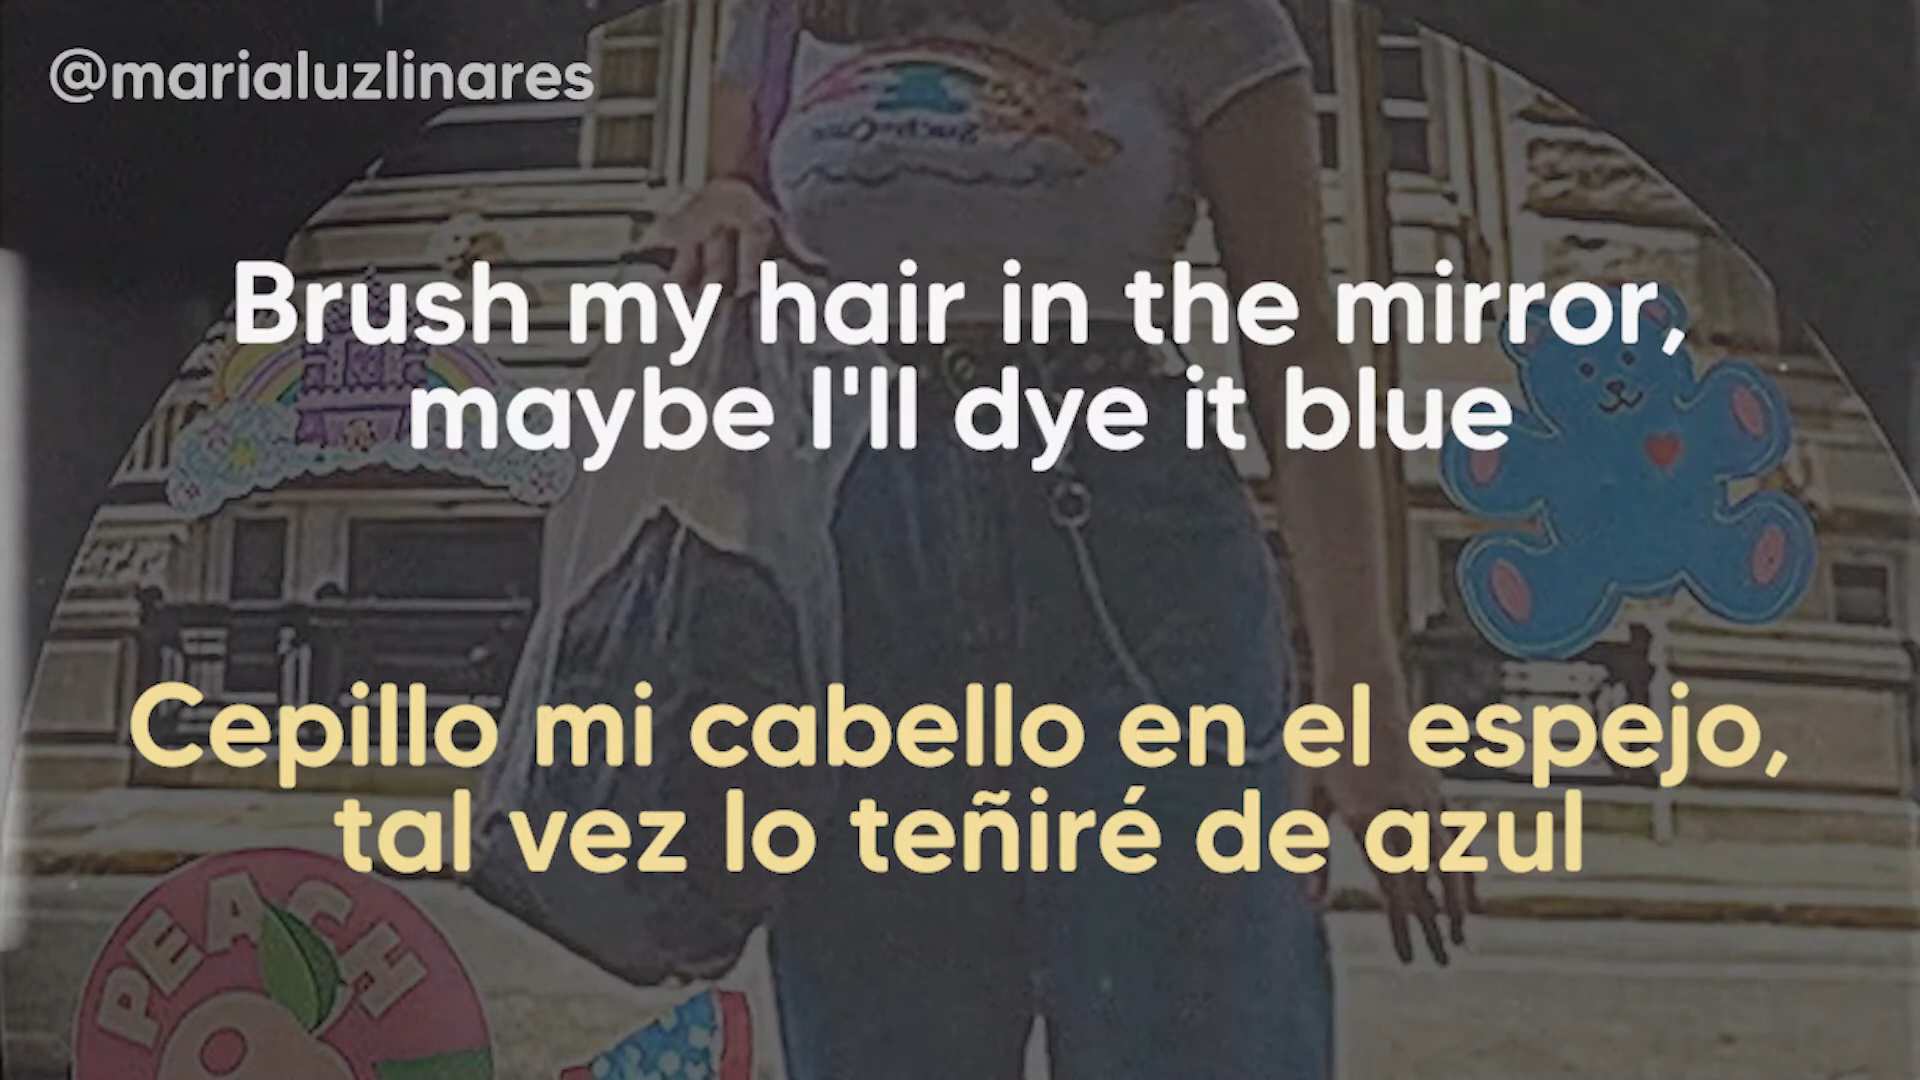 @marialuzlinares
Brush my hair in the mirror,
maybe I'll dye it blue
Cepillo mi cabello en el espejo,
tal vez lo teñiré de azul
PEACH